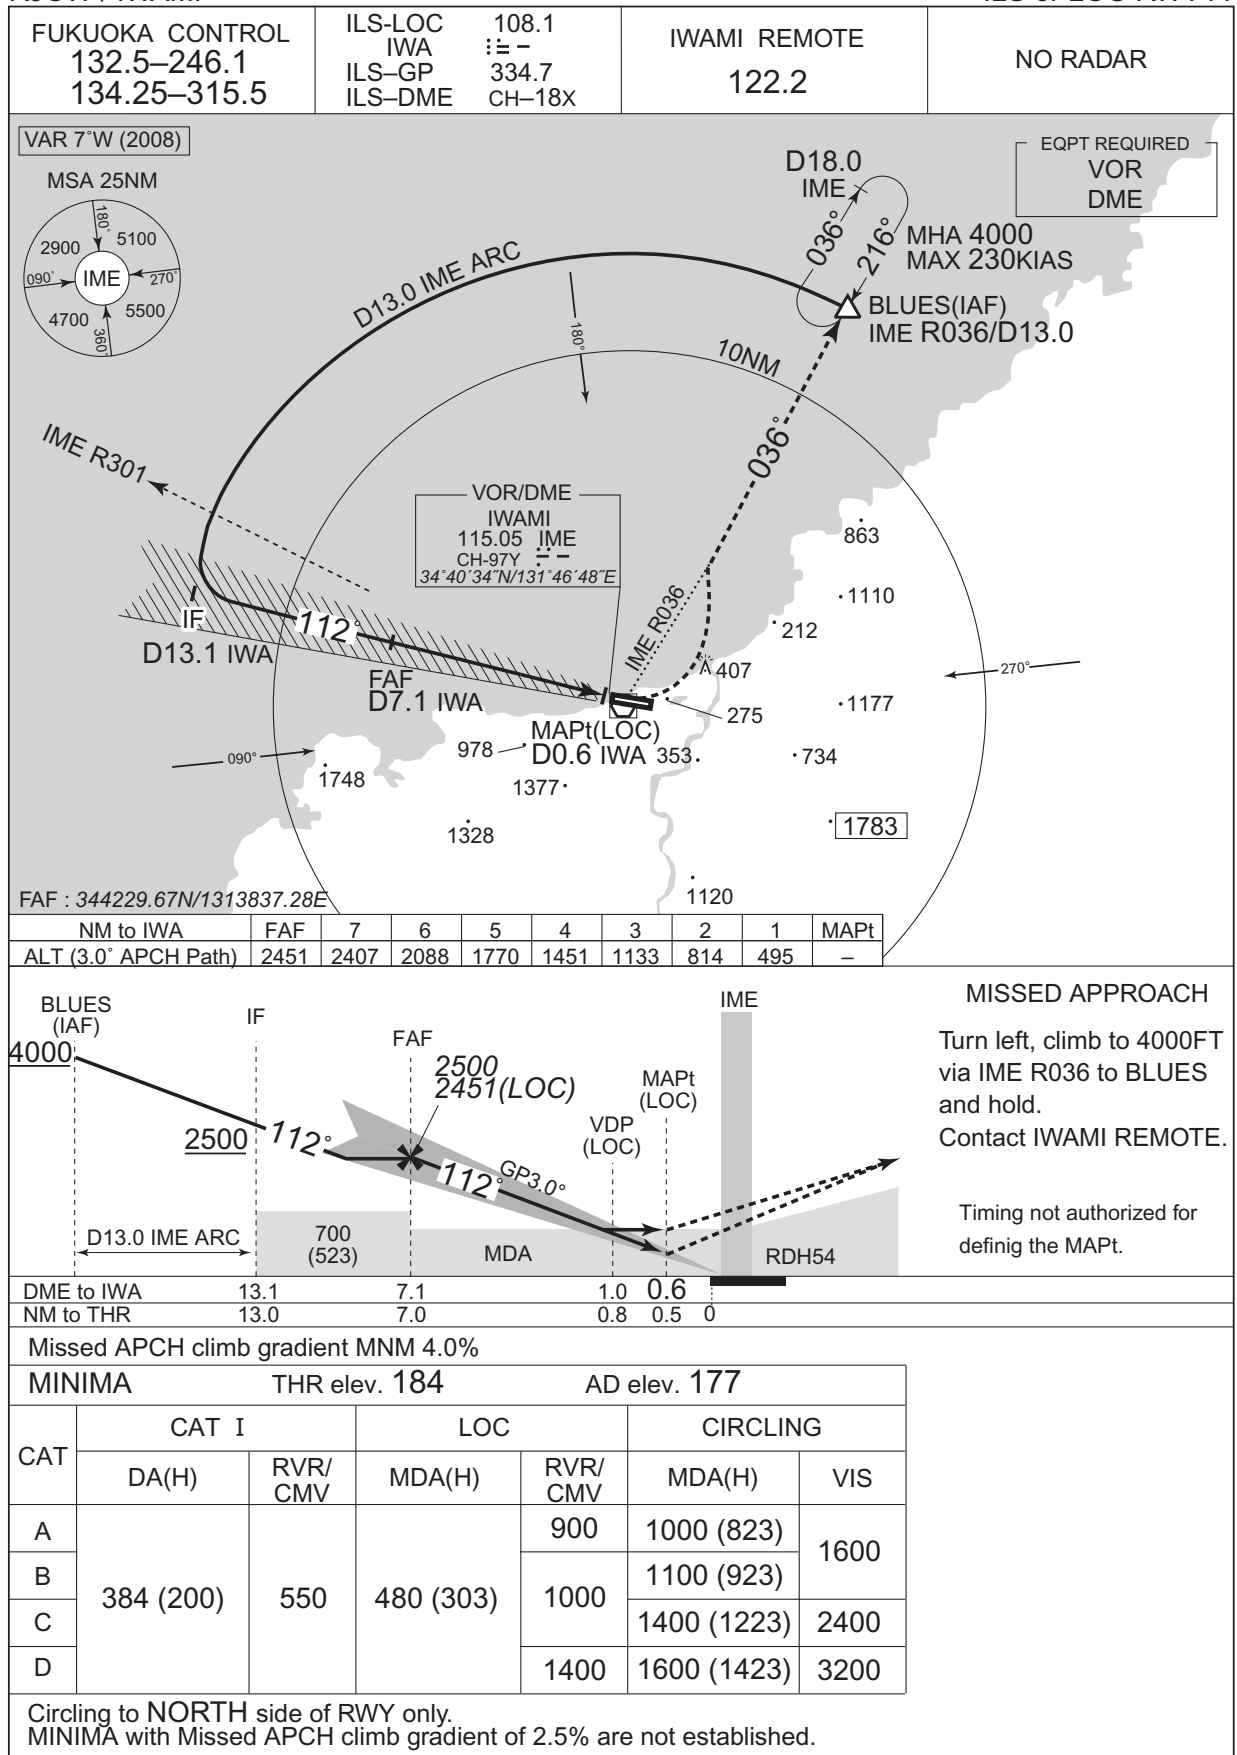 FUKUOKA CONTROL
132.5–246.1
134.25–315.5
ILS-LOC 108.1
IWA
ILS–GP 334.7
ILS–DME CH–18X
IWAMI REMOTE
122.2
NO RADAR
VAR 7˚W (2008)
MSA 25NM
180˚
2900
5100
090˚
IME
270˚
4700
5500
360˚
EQPT REQUIRED
VOR
DME
D18.0
IME
036°
216°
MHA 4000
MAX 230KIAS
BLUES(IAF)
IME R036/D13.0
D13.0 IME ARC
180°
10NM
036°
IME R301
VOR/DME
IWAMI
115.05 IME
CH-97Y
34˚40´34˝N/131˚46´48˝E
863
1110
212
IME R036
407
270°
IF
112°
D13.1 IWA
FAF
D7.1 IWA
275
1177
MAPt(LOC)
D0.6 IWA
353
734
978
090°
1748
1377
1328
1783
1120
FAF : 344229.67N/1313837.28E
NM to IWA FAF 7 6 5 4 3 2 1 MAPt
ALT (3.0˚ APCH Path) 2451 2407 2088 1770 1451 1133 814 495 –
BLUES
(IAF)
4000
IF
2500
112°
FAF
2500
2451(LOC)
112°
GP3.0°
VDP
(LOC)
MAPt
(LOC)
IME
D13.0 IME ARC
700
(523)
MDA
RDH54
DME to IWA 13.1 7.1 1.0 0.6
NM to THR 13.0 7.0 0.8 0.5 0
MISSED APPROACH
Turn left, climb to 4000FT
via IME R036 to BLUES
and hold.
Contact IWAMI REMOTE.
Timing not authorized for
definig the MAPt.
Missed APCH climb gradient MNM 4.0%
MINIMA THR elev. 184 AD elev. 177
CAT CAT I LOC CIRCLING
DA(H) RVR/CMV MDA(H) RVR/CMV MDA(H) VIS
A 384 (200) 550 480 (303) 900 1000 (823) 1600
B 1000 1100 (923)
C 1400 (1223) 2400
D 1400 1600 (1423) 3200
Circling to NORTH side of RWY only.
MINIMA with Missed APCH climb gradient of 2.5% are not established.